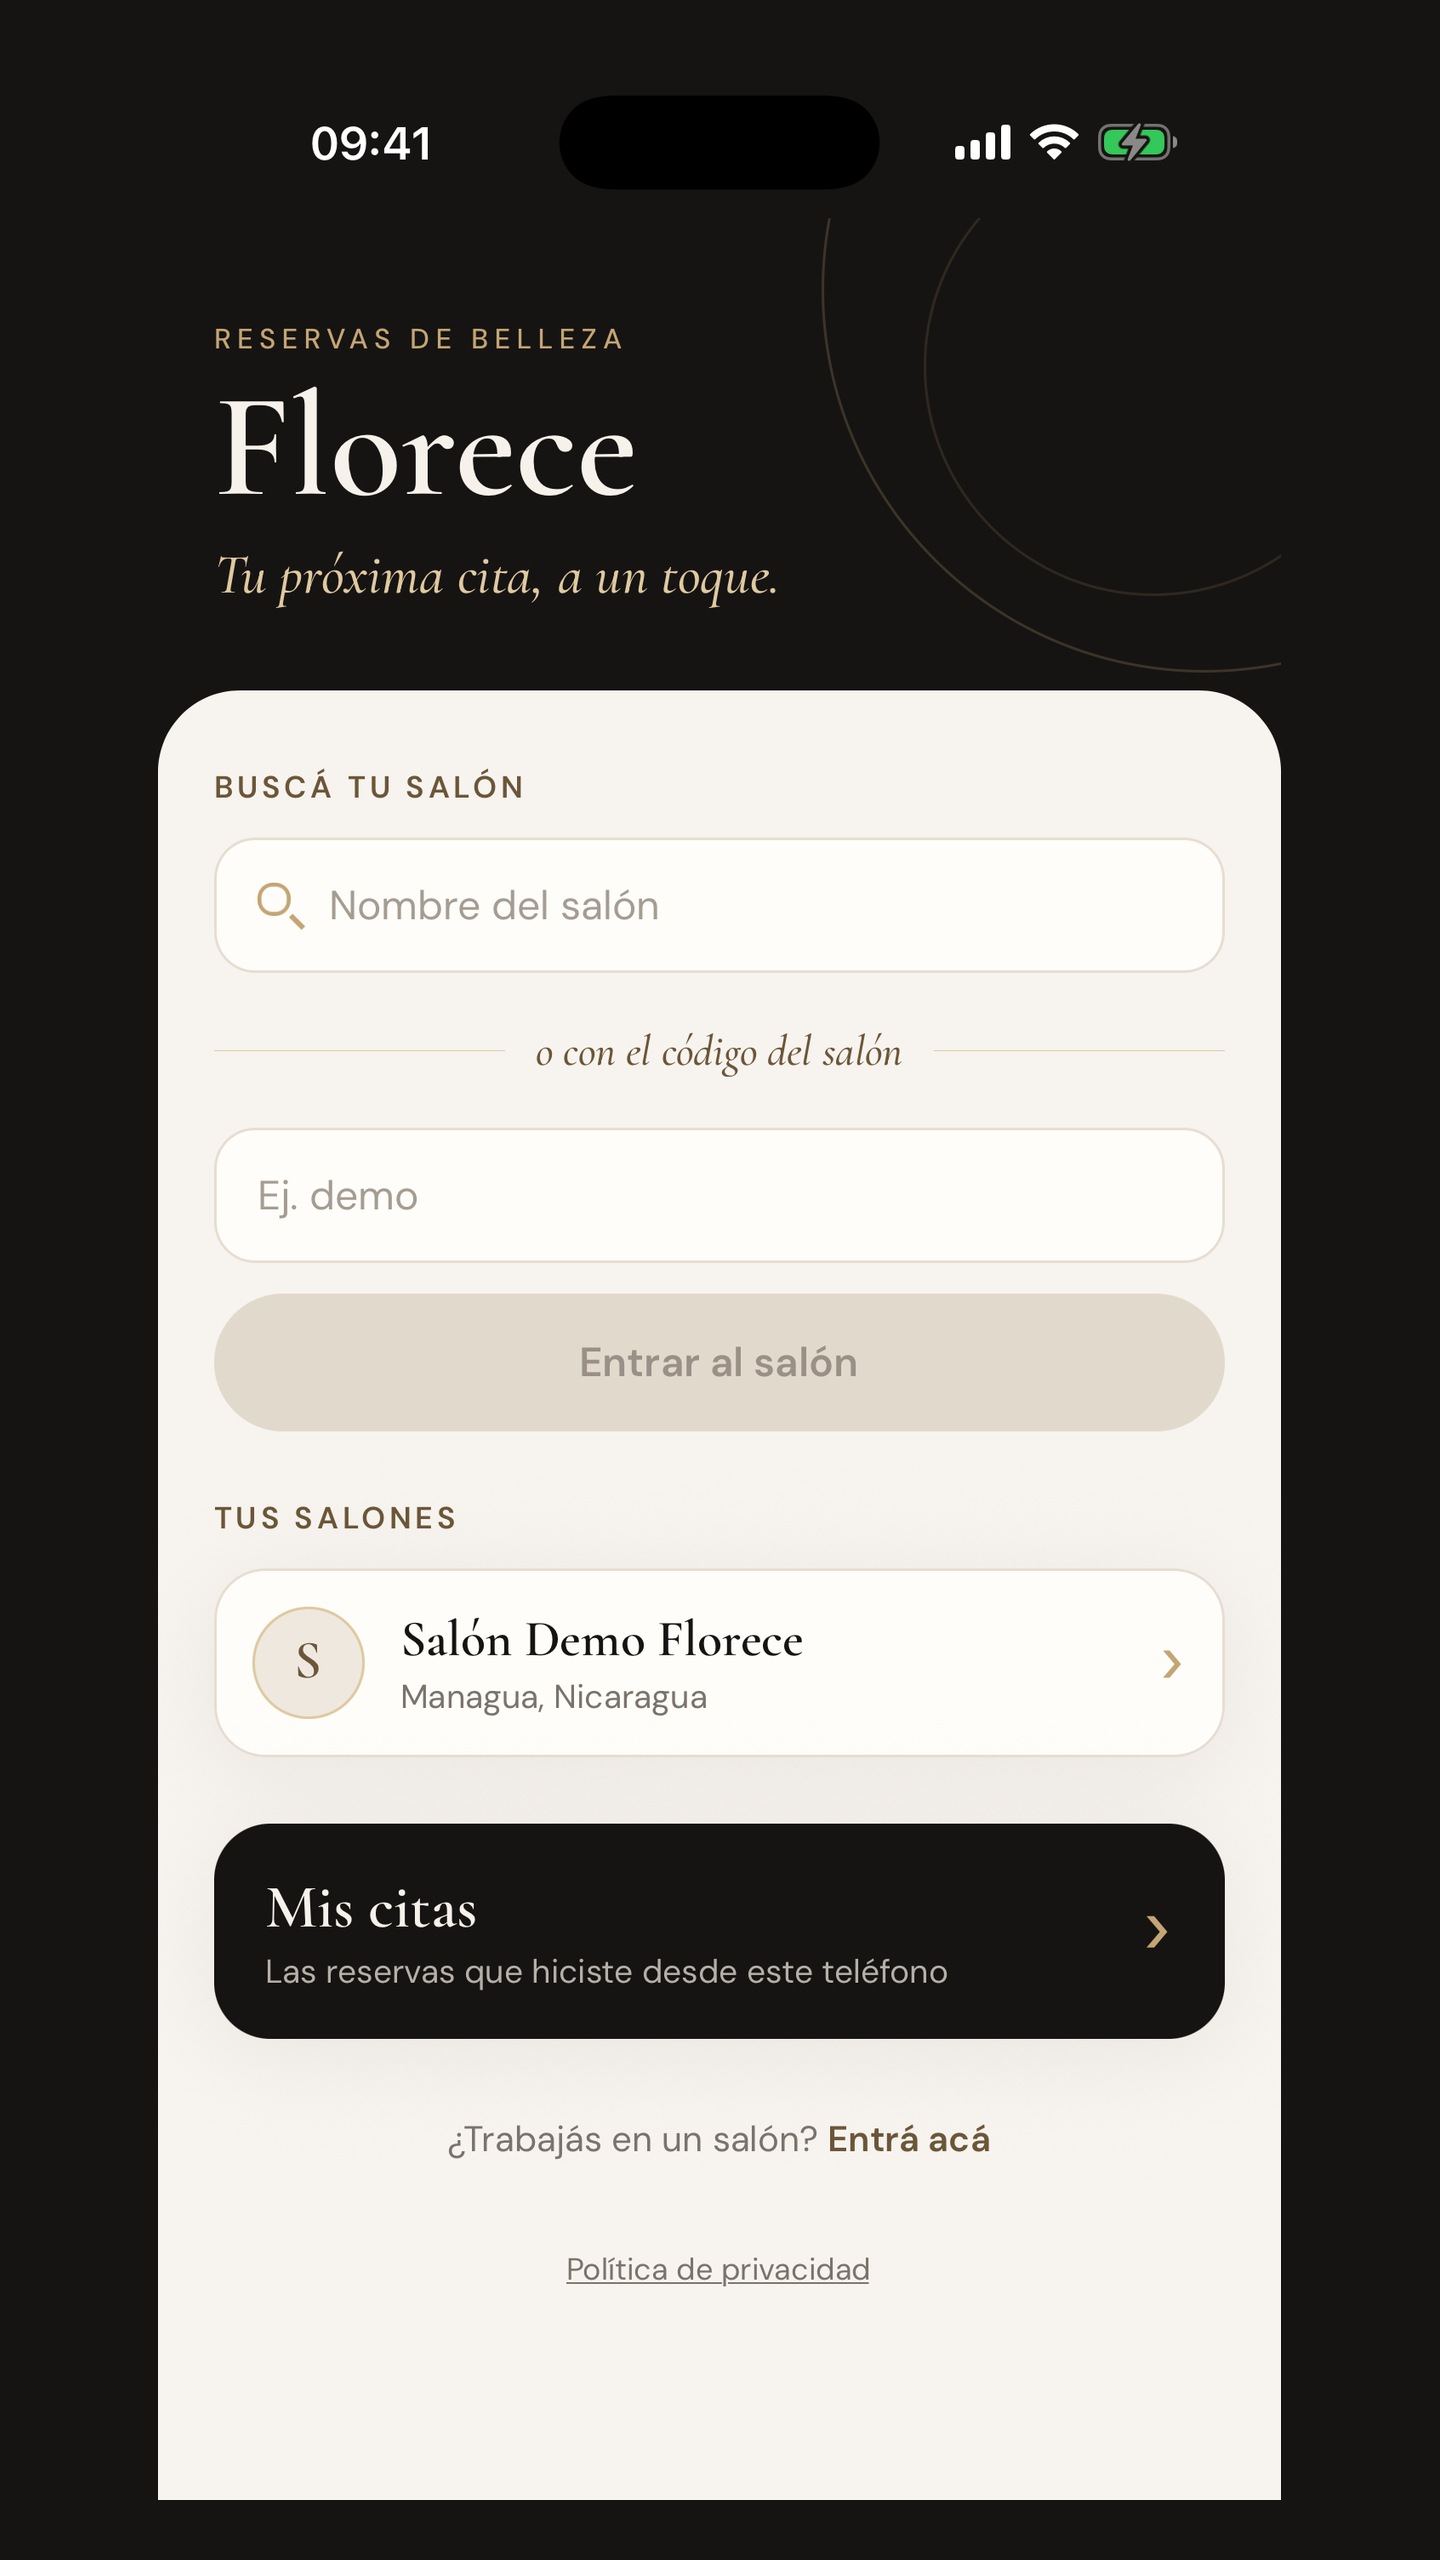 09:41
RESERVAS DE BELLEZA
Florece
Tu próxima cita, a un toque.
BUSCÁ TU SALÓN
Nombre del salón
o con el código del salón
Ej. demo
Entrar al salón
TUS SALONES
S
Salón Demo Florece
Managua, Nicaragua
Mis citas
Las reservas que hiciste desde este teléfono
¿Trabajás en un salón? Entrá acá
Política de privacidad